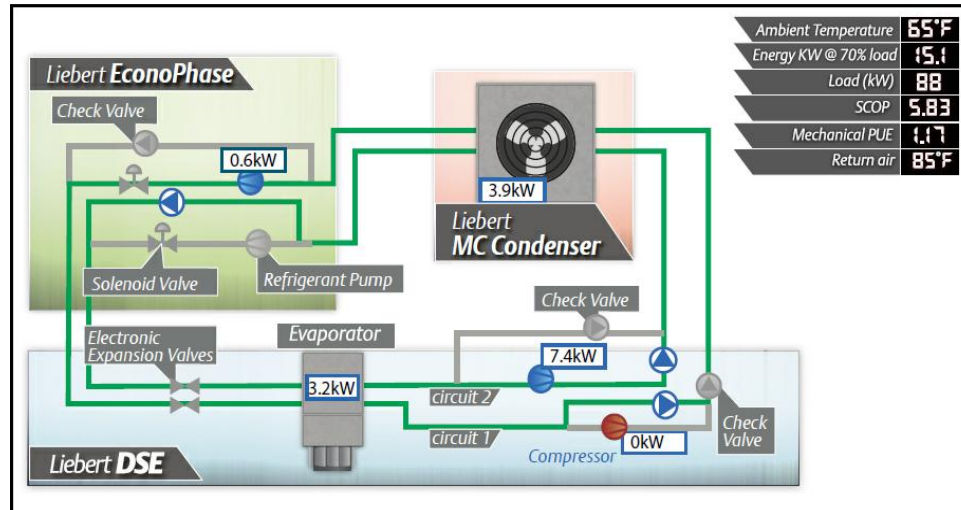 Ambient Temperature 65°F
Energy KW @ 70% load 15.1
Load (kW) 88
SCOP 5.83
Mechanical PUE 1.17
Return air 85°F
Liebert EconoPhase
Check Valve
0.6kW
Solenoid Valve
Refrigerant Pump
3.9kW
Liebert
MC Condenser
Electronic
Expansion Valves
Evaporator
3.2kW
Check Valve
7.4kW
circuit 2
circuit 1
Compressor
0kW
Check
Valve
Liebert DSE